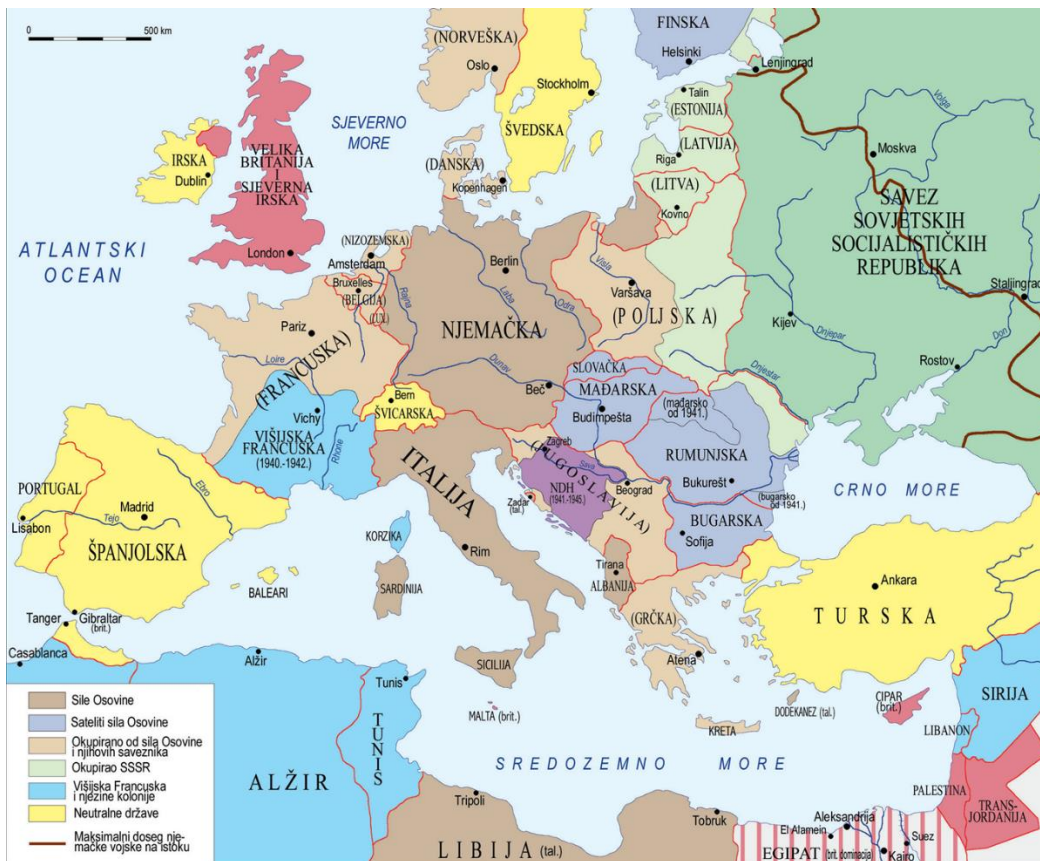 0 500 km
(NORVEŠKA)
Oslo
FINSKA
Helsinki
Lenjingrad
Stockholm
Talin
(ESTONIJA)
Volga
SJEVERNO
MORE
ŠVEDSKA
IRSKA
Dublin
VELIKA
BRITANIJA
I
SJEVERNA
IRSKA
(DANSKA)
Kopenhagen
(LATVIJA)
Riga
(LITVA)
Kovno
Moskva
SAVEZ
SOVJETSKIH
SOCIJALISTIČKIH
REPUBLIKA
ATLANTSKI
OCEAN
London
(NIZOZEMSKA)
Amsterdam
Bruxelles
(BELGIJA)
(LUX.)
Rajna
Berlin
Laba
Odra
Visla
Varšava
(POLJSKA)
Staljingrad
Kijev
Dnjepar
Don
Rostov
Pariz
Loire
(FRANCUSKA)
NJEMAČKA
Dunav
Beč
SLOVAČKA
MAĐARSKA
Budimpešta
(mađarsko
od 1941.)
Dnjestar
Bern
ŠVICARSKA
Vichy
VIŠIJSKA
FRANCUSKA
(1940.-1942.)
Rhone
ITALIJA
Zagreb
(JUGOSLAVIJA)
Sava
NDH
(1941.-1945.)
Beograd
Zadar
(tal.)
RUMUNJSKA
Bukurešt
(bugarsko
od 1941.)
BUGARSKA
Sofija
CRNO MORE
PORTUGAL
Lisabon
Tejo
Madrid
Ebro
ŠPANJOLSKA
KORZIKA
Rim
Tirana
ALBANIJA
SARDINIJA
BALEARI
(GRČKA)
Atena
Ankara
TURSKA
Tanger
Gibraltar
(brit.)
Casablanca
Alžir
Tunis
SICILIJA
MALTA (brit.)
DODEKANEZ (tal.)
KRETA
CIPAR
(brit.)
SIRIJA
LIBANON
TUNIS
ALŽIR
SREDOZEMNO MORE
PALESTINA
TRANS-
JORDANIJA
Tripoli
Tobruk
LIBIJA (tal.)
Aleksandrija
El Alamein
Suez
EGIPAT (brit. dominacija)
Kairo
Sile Osovine
Sateliti sila Osovine
Okupirano od sila Osovine
i njihovih saveznika
Okupirao SSSR
Višijska Francuska
i njezine kolonije
Neutralne države
Maksimalni doseg nje-
mačke vojske na istoku